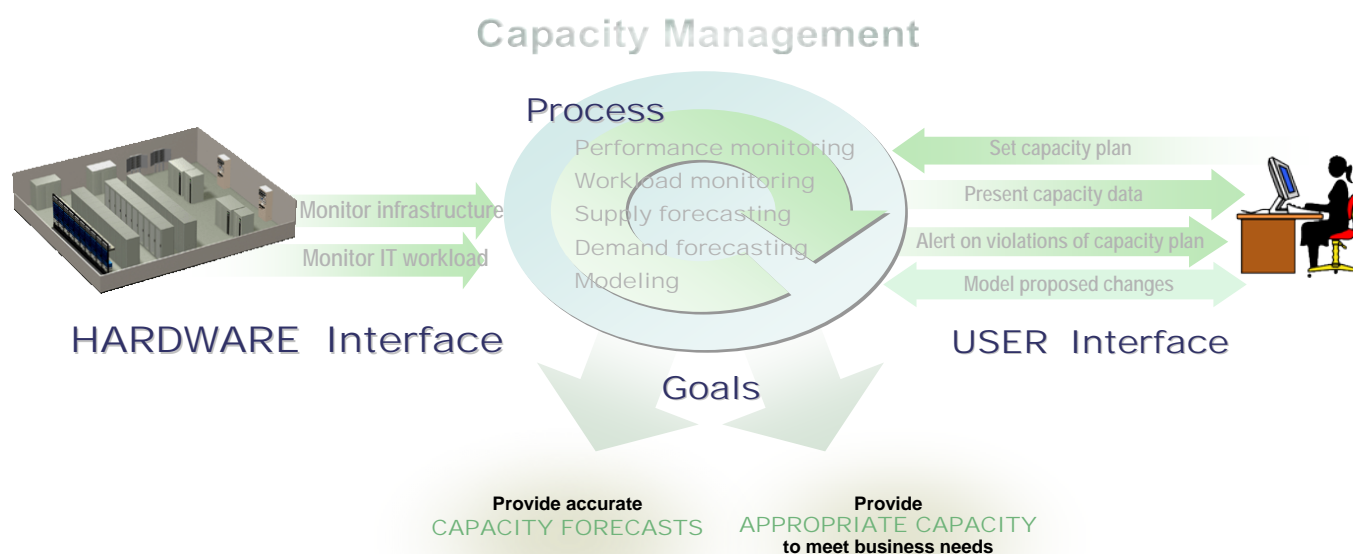 Capacity Management
Process
Performance monitoring
Workload monitoring
Supply forecasting
Demand forecasting
Modeling
Monitor infrastructure
Monitor IT workload
HARDWARE Interface
Set capacity plan
Present capacity data
Alert on violations of capacity plan
Model proposed changes
USER Interface
Goals
Provide accurate
CAPACITY FORECASTS
Provide
APPROPRIATE CAPACITY
to meet business needs